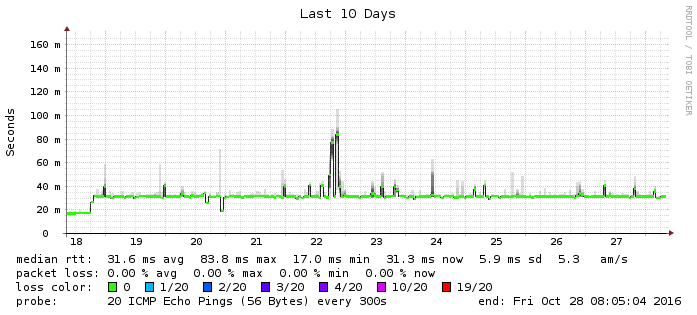 Last 10 Days
RRDTOOL / TOBI OETIKER
Seconds
160 m
140 m
120 m
100 m
80 m
60 m
40 m
20 m
0
18 19 20 21 22 23 24 25 26 27
median rtt: 31.6 ms avg 83.8 ms max 17.0 ms min 31.3 ms now 5.9 ms sd 5.3 am/s
packet loss: 0.00 % avg 0.00 % max 0.00 % min 0.00 % now
loss color: 0 1/20 2/20 3/20 4/20 10/20 19/20
probe: 20 ICMP Echo Pings (56 Bytes) every 300s end: Fri Oct 28 08:05:04 2016